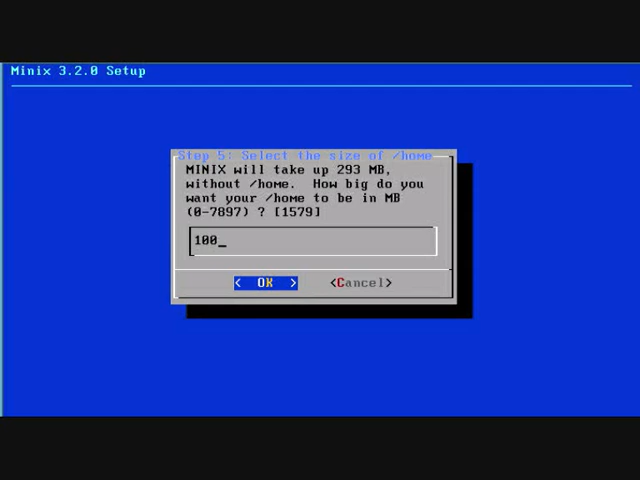 Minix 3.2.0 Setup
Step 5: Select the size of /home
MINIX will take up 293 MB,
without /home.  How big do you
want your /home to be in MB
(0-7897) ? [1579]
100_
<  OK  >
<Cancel>